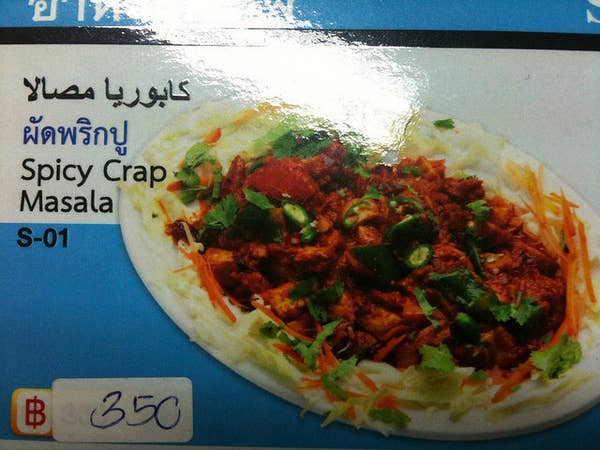 كابوريا مصالا
ผัดพริกปู
Spicy Crap
Masala
S-01
฿ 350